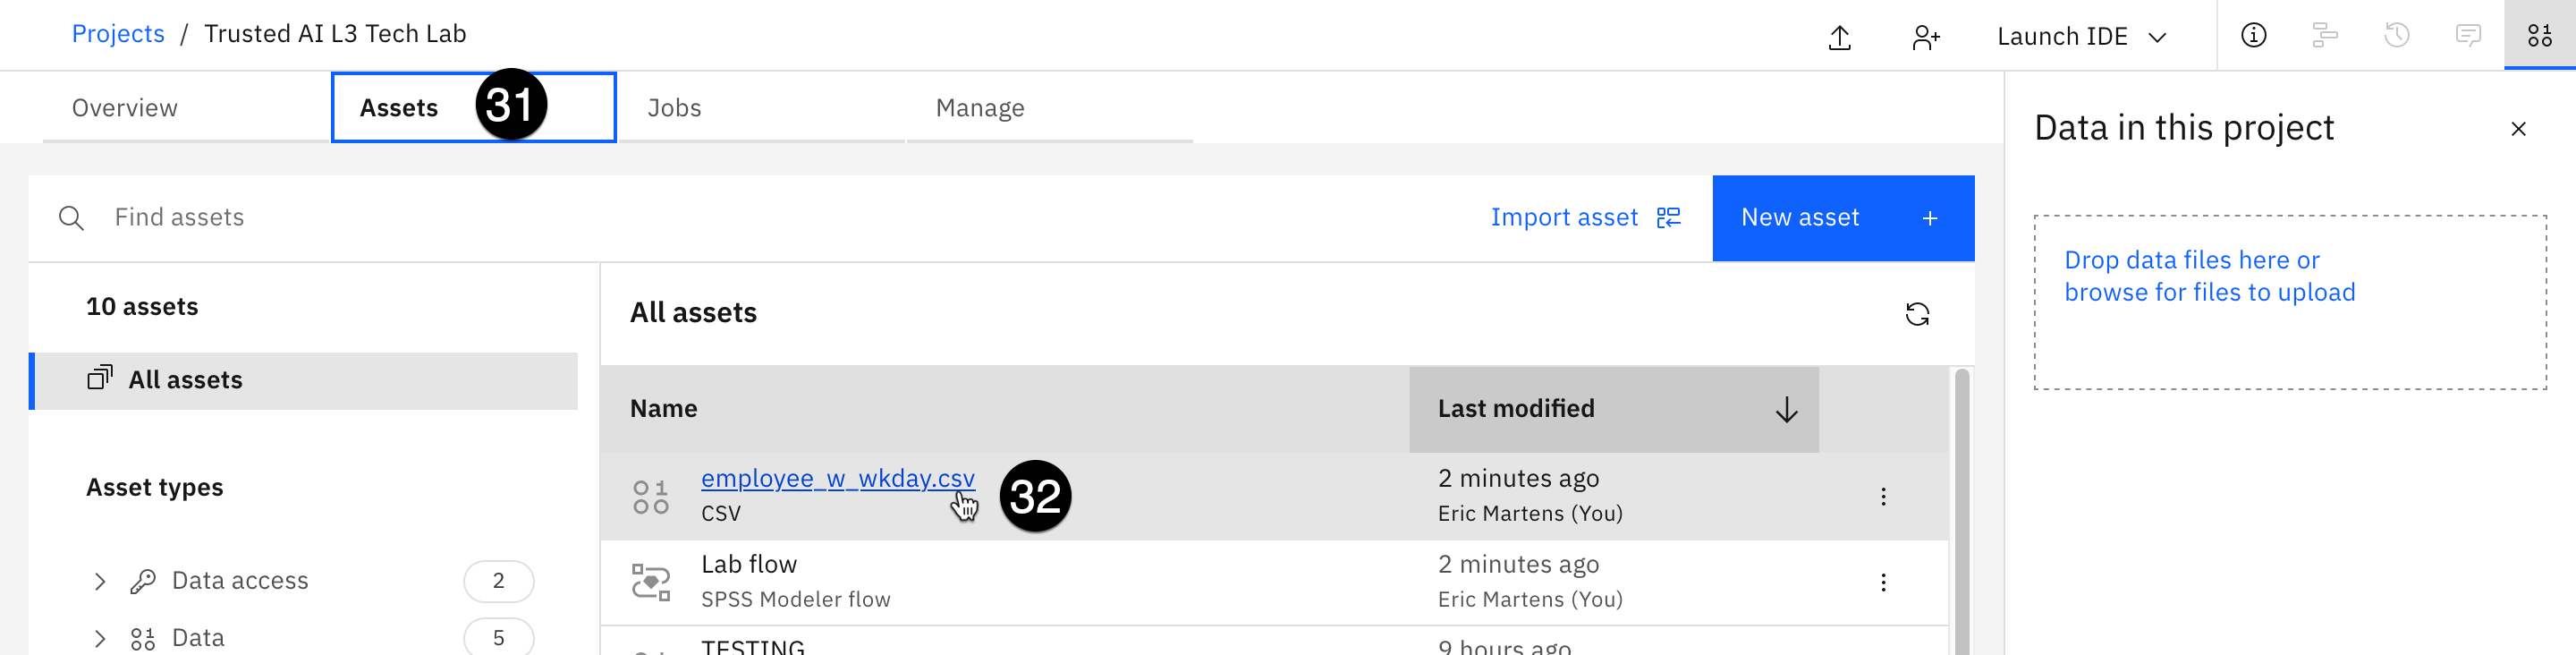 Projects / Trusted AI L3 Tech Lab
Launch IDE
Overview
Assets
31
Jobs
Manage
Data in this project
Find assets
Import asset
New asset +
Drop data files here or
browse for files to upload
10 assets
All assets
Asset types
Data access 2
Data 5
All assets
Name
Last modified
employee_w_wkday.csv
CSV
32
2 minutes ago
Eric Martens (You)
Lab flow
SPSS Modeler flow
2 minutes ago
Eric Martens (You)
TESTING
9 hours ago